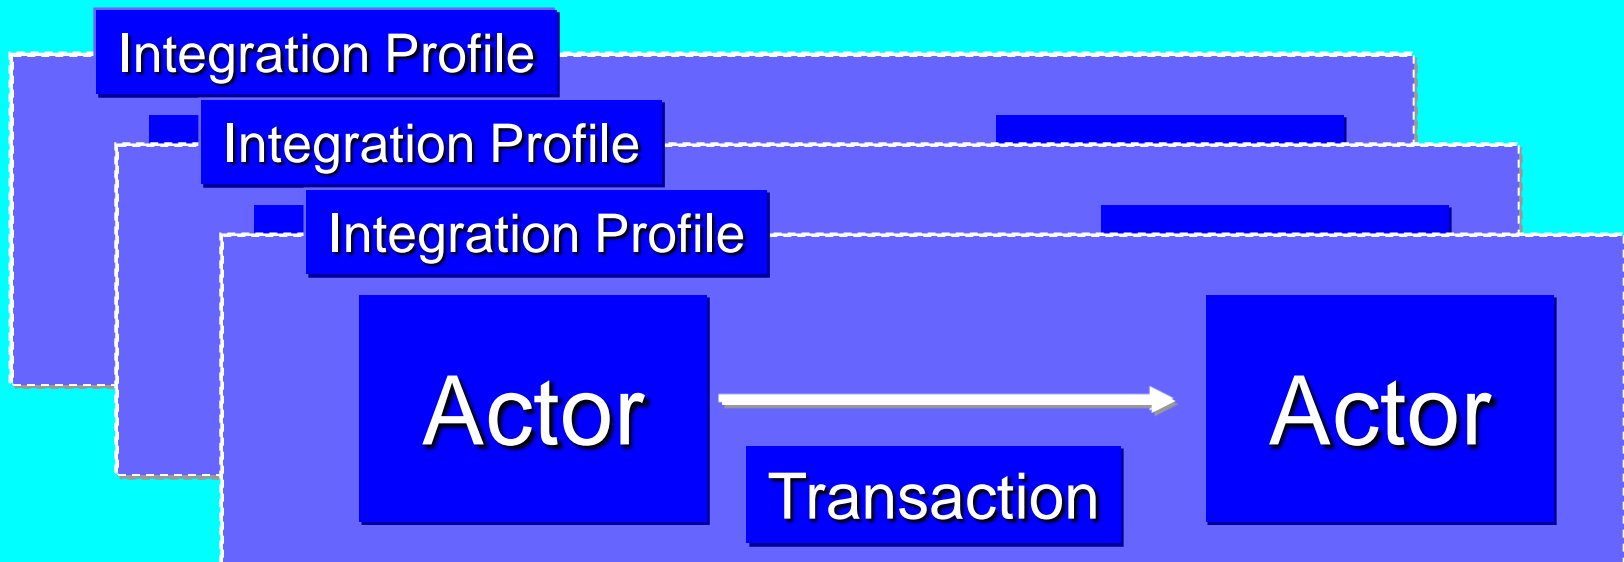 Integration Profile
Integration Profile
Integration Profile
Actor
Actor
Transaction